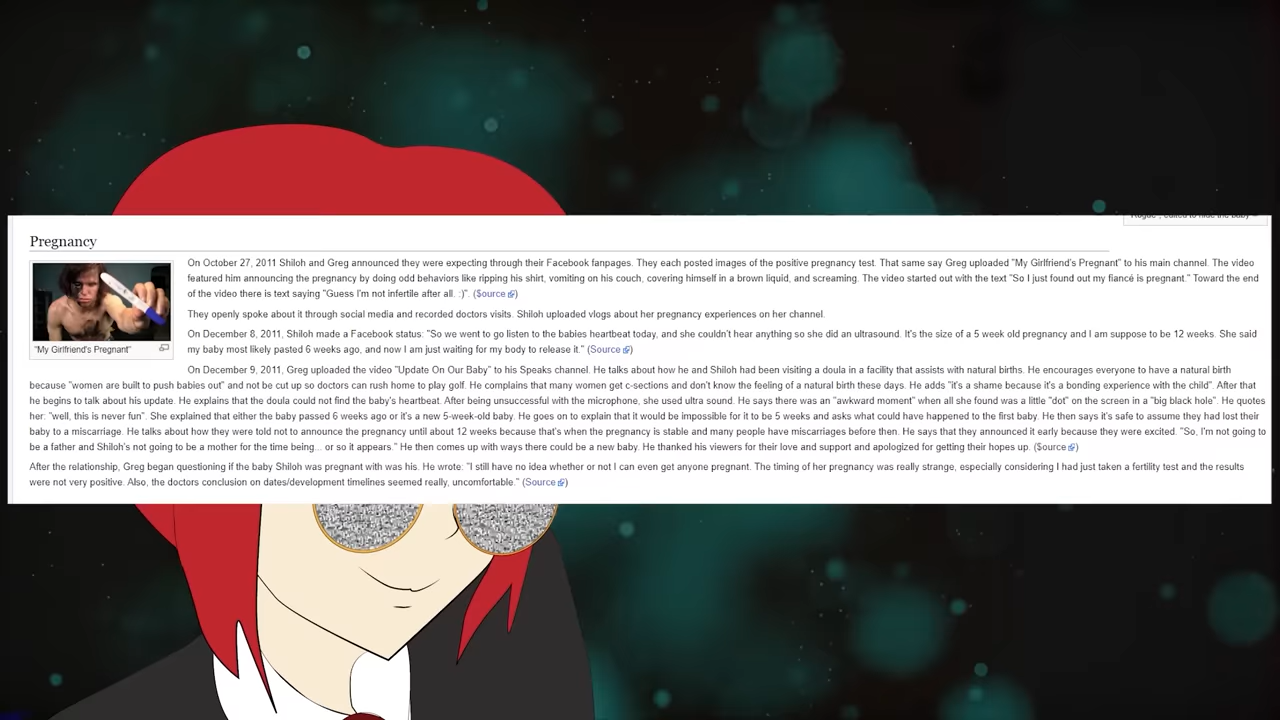 Pregnancy
On October 27, 2011 Shiloh and Greg announced they were expecting through their Facebook fanpages. They each posted images of the positive pregnancy test. That same say Greg uploaded "My Girlfriend's Pregnant" to his main channel. The video
featured him announcing the pregnancy by doing odd behaviors like ripping his shirt, vomiting on his couch, covering himself in a brown liquid, and screaming. The video started out with the text "So I just found out my fiancé is pregnant." Toward the end
of the video there is text saying "Guess I'm not infertile after all. :)". (Source)
They openly spoke about it through social media and recorded doctors visits. Shiloh uploaded vlogs about her pregnancy experiences on her channel.
On December 8, 2011, Shiloh made a Facebook status: "So we went to go listen to the babies heartbeat today, and she couldn't hear anything so she did an ultrasound. It's the size of a 5 week old pregnancy and I am suppose to be 12 weeks. She said
my baby most likely pasted 6 weeks ago, and now I am just waiting for my body to release it." (Source)
"My Girlfriend's Pregnant"
On December 9, 2011, Greg uploaded the video "Update On Our Baby" to his Speaks channel. He talks about how he and Shiloh had been visiting a doula in a facility that assists with natural births. He encourages everyone to have a natural birth
because "women are built to push babies out" and not be cut up so doctors can rush home to play golf. He complains that many women get c-sections and don't know the feeling of a natural birth these days. He adds "it's a shame because it's a bonding experience with the child". After that
he begins to talk about his update. He explains that the doula could not find the baby's heartbeat. After being unsuccessful with the microphone, she used ultra sound. He says there was an "awkward moment" when all she found was a little "dot" on the screen in a "big black hole". He quotes
her: "well, this is never fun". She explained that either the baby passed 6 weeks ago or it's a new 5-week-old baby. He goes on to explain that it would be impossible for it to be 5 weeks and asks what could have happened to the first baby. He then says it's safe to assume they had lost their
baby to a miscarriage. He talks about how they were told not to announce the pregnancy until about 12 weeks because that's when the pregnancy is stable and many people have miscarriages before then. He says that they announced it early because they were excited. "So, I'm not going to
be a father and Shiloh's not going to be a mother for the time being... or so it appears." He then comes up with ways there could be a new baby. He thanked his viewers for their love and support and apologized for getting their hopes up. ($ource)
After the relationship, Greg began questioning if the baby Shiloh was pregnant with was his. He wrote: "I still have no idea whether or not I can even get anyone pregnant. The timing of her pregnancy was really strange, especially considering I had just taken a fertility test and the results
were not very positive. Also, the doctors conclusion on dates/development timelines seemed really, uncomfortable." (Source)